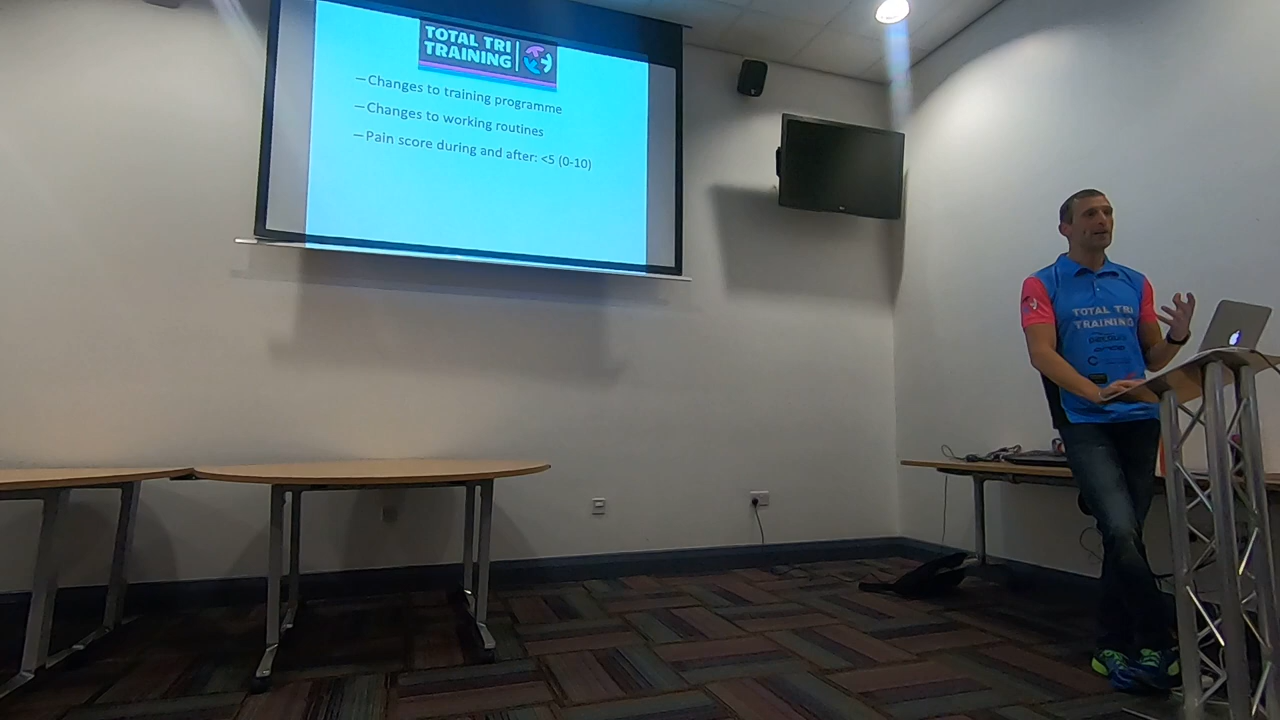 TOTAL TRI
TRAINING
–Changes to training programme
–Changes to working routines
–Pain score during and after: <5 (0-10)
TOTAL TRI
TRAINING